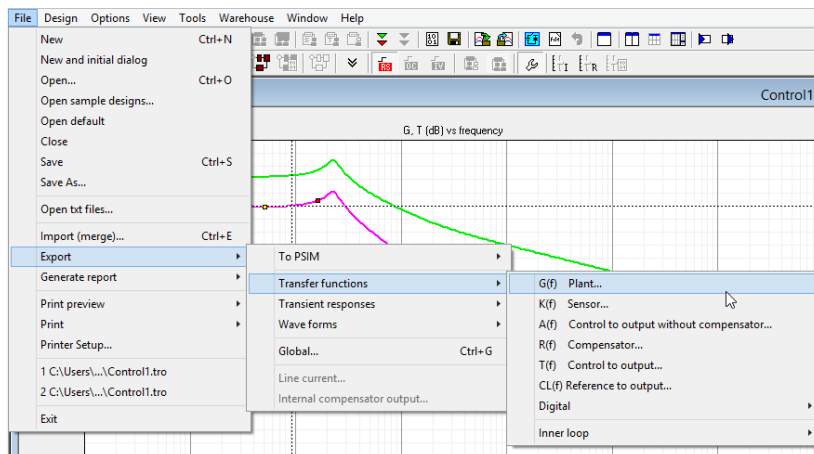 File Design Options View Tools Warehouse Window Help
New Ctrl+N
New and initial dialog
Open... Ctrl+O
Open sample designs...
Open default
Close
Save Ctrl+S
Save As...
Open txt files...
Import (merge)... Ctrl+E
Export
Generate report
Print preview
Print
Printer Setup...
1 C:\Users\...\Control1.tro
2 C:\Users\...\Control1.tro
Exit
To PSIM
Transfer functions
Transient responses
Wave forms
Global... Ctrl+G
Line current...
Internal compensator output...
G(f) Plant...
K(f) Sensor...
A(f) Control to output without compensator...
R(f) Compensator...
T(f) Control to output...
CL(f) Reference to output...
Digital
Inner loop
Control1
G, T (dB) vs frequency